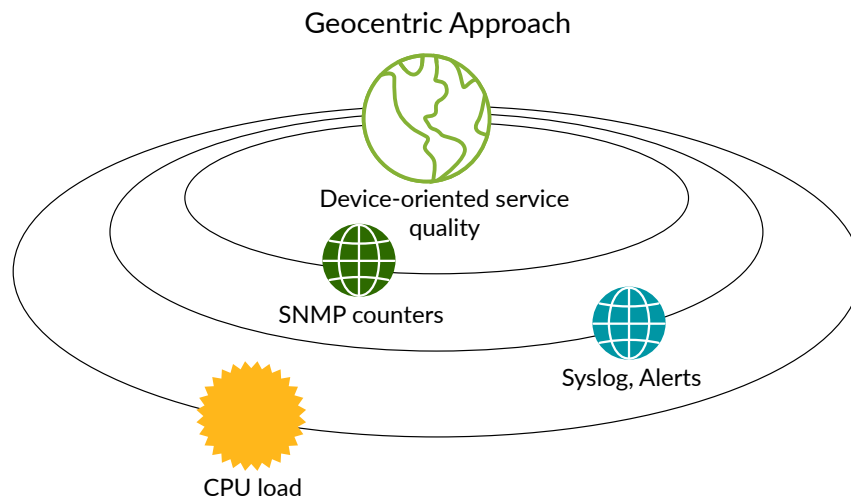 Geocentric Approach
Device-oriented service
quality
SNMP counters
Syslog, Alerts
CPU load